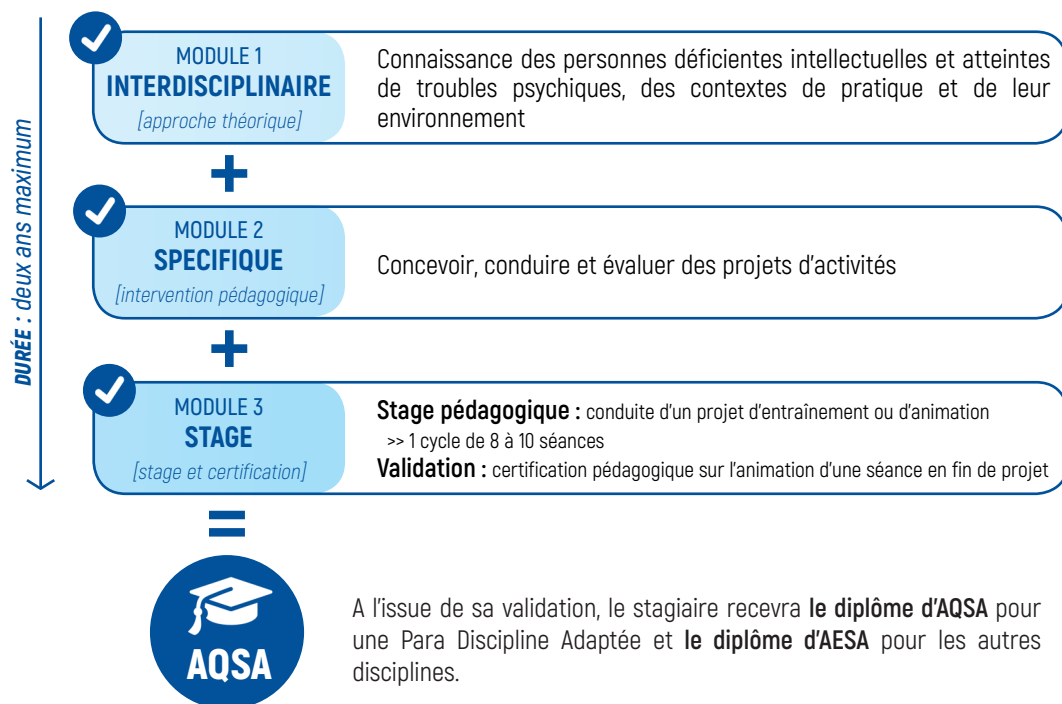 DURÉE : deux ans maximum
MODULE 1
INTERDISCIPLINAIRE
[approche théorique]
Connaissance des personnes déficientes intellectuelles et atteintes
de troubles psychiques, des contextes de pratique et de leur
environnement
+
MODULE 2
SPECIFIQUE
[intervention pédagogique]
Concevoir, conduire et évaluer des projets d'activités
+
MODULE 3
STAGE
[stage et certification]
Stage pédagogique : conduite d'un projet d'entraînement ou d'animation
>> 1 cycle de 8 à 10 séances
Validation : certification pédagogique sur l'animation d'une séance en fin de projet
=
AQSA
A l'issue de sa validation, le stagiaire recevra le diplôme d'AQSA pour
une Para Discipline Adaptée et le diplôme d'AESA pour les autres
disciplines.